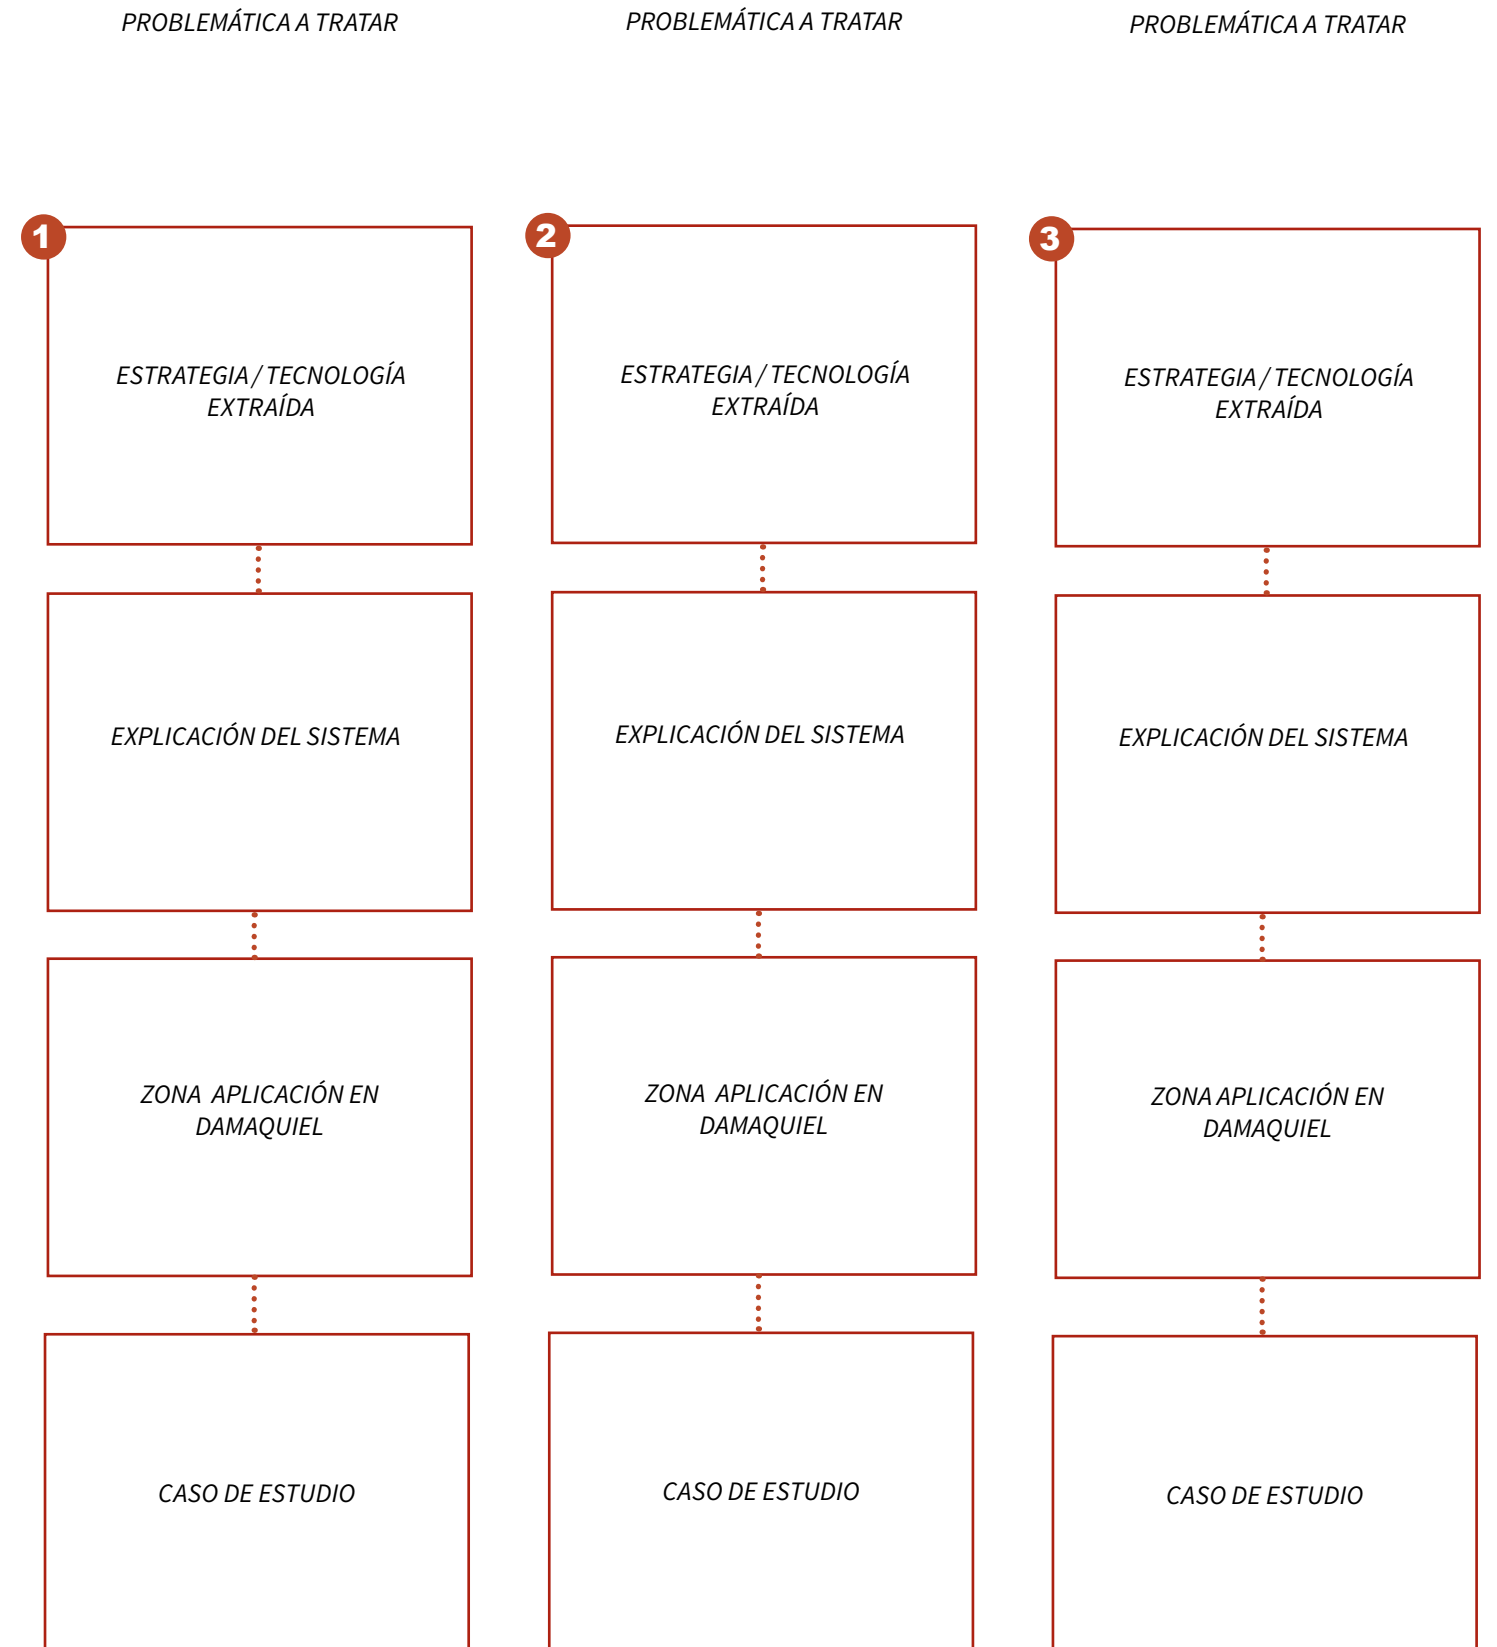 PROBLEMÁTICA A TRATAR
1
ESTRATEGIA / TECNOLOGÍA
EXTRAÍDA
EXPLICACIÓN DEL SISTEMA
ZONA APLICACIÓN EN
DAMAQUIEL
CASO DE ESTUDIO
PROBLEMÁTICA A TRATAR
2
ESTRATEGIA / TECNOLOGÍA
EXTRAÍDA
EXPLICACIÓN DEL SISTEMA
ZONA APLICACIÓN EN
DAMAQUIEL
CASO DE ESTUDIO
PROBLEMÁTICA A TRATAR
3
ESTRATEGIA / TECNOLOGÍA
EXTRAÍDA
EXPLICACIÓN DEL SISTEMA
ZONA APLICACIÓN EN
DAMAQUIEL
CASO DE ESTUDIO